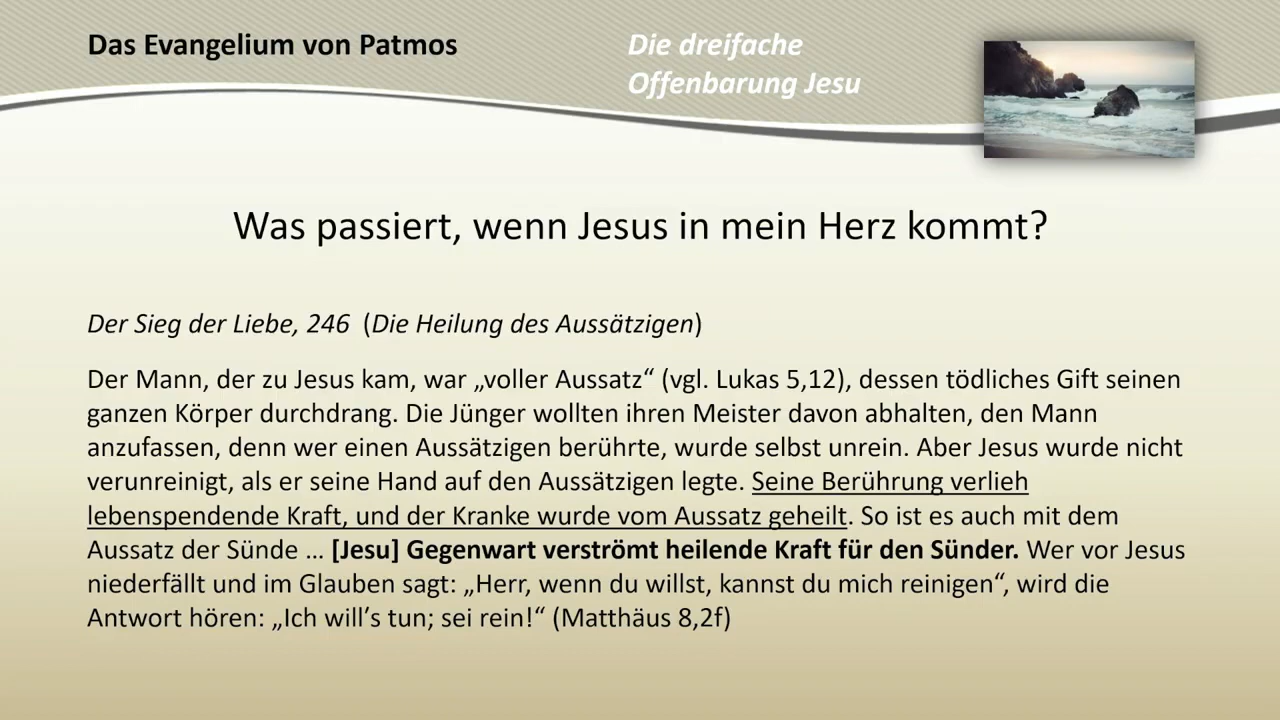 Das Evangelium von Patmos
Die dreifache
Offenbarung Jesu
Was passiert, wenn Jesus in mein Herz kommt?
Der Sieg der Liebe, 246 (Die Heilung des Aussätzigen)
Der Mann, der zu Jesus kam, war „voller Aussatz“ (vgl. Lukas 5,12), dessen tödliches Gift seinen
ganzen Körper durchdrang. Die Jünger wollten ihren Meister davon abhalten, den Mann
anzufassen, denn wer einen Aussätzigen berührte, wurde selbst unrein. Aber Jesus wurde nicht
verunreinigt, als er seine Hand auf den Aussätzigen legte. Seine Berührung verlieh
lebenspendende Kraft, und der Kranke wurde vom Aussatz geheilt. So ist es auch mit dem
Aussatz der Sünde ... [Jesu] Gegenwart verströmt heilende Kraft für den Sünder. Wer vor Jesus
niederfällt und im Glauben sagt: „Herr, wenn du willst, kannst du mich reinigen“, wird die
Antwort hören: „Ich will’s tun; sei rein!“ (Matthäus 8,2f)